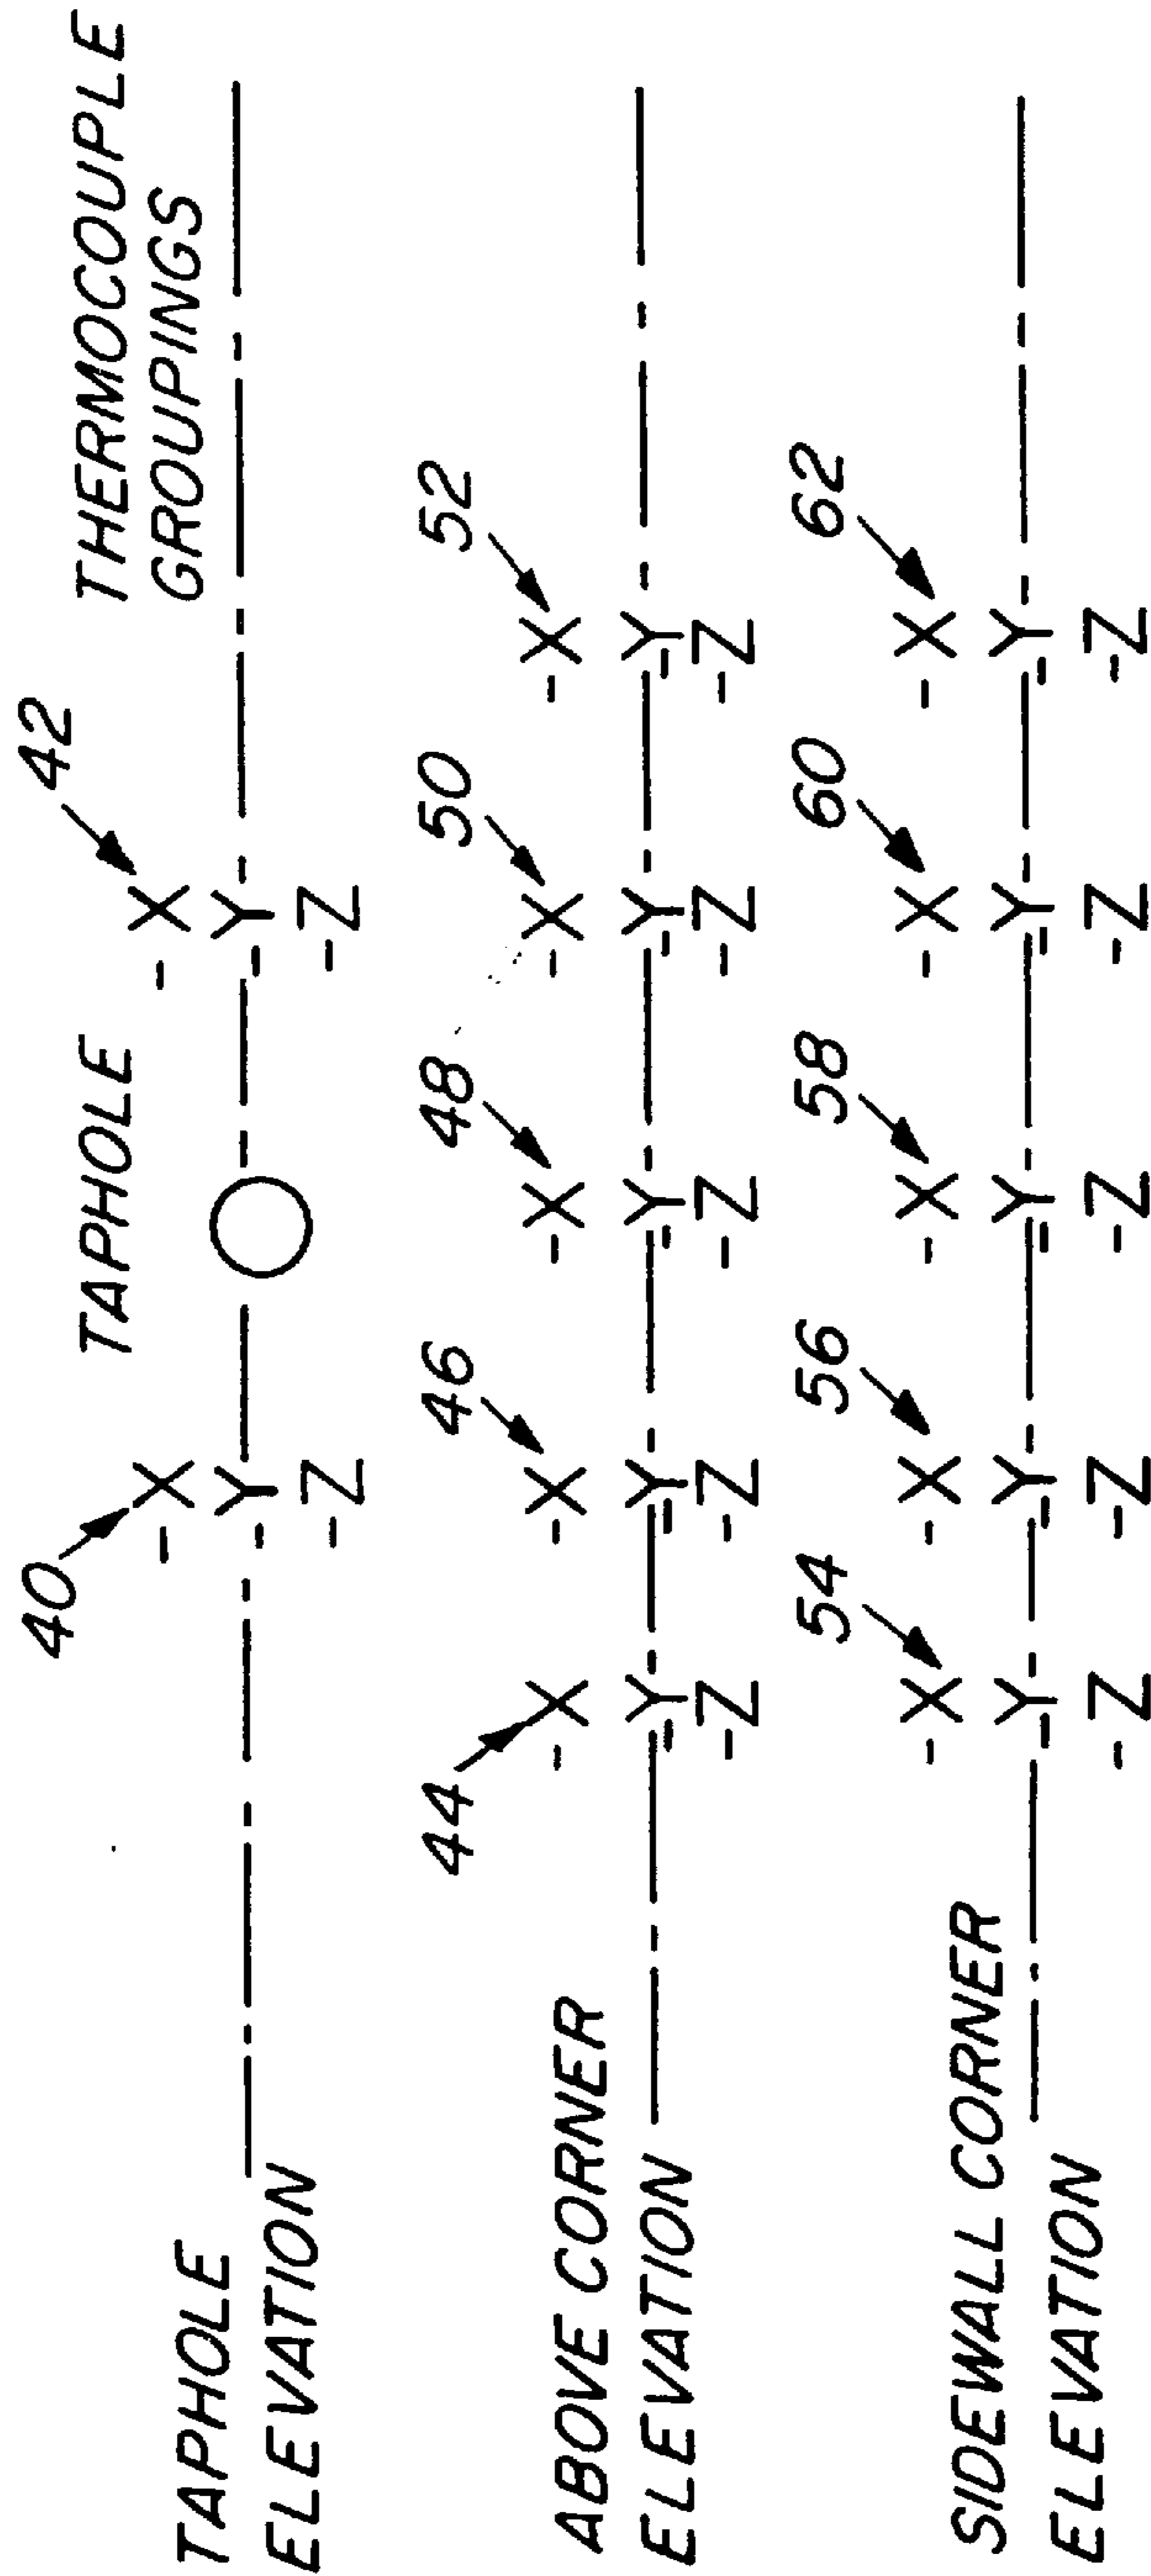 THERMOCOUPLE
GROUPINGS
TAPHOLE
40
42
-X -X
TAPHOLE
ELEVATION
-Y- -Y-
-Z -Z
44 46 48 50 52
-X -X -X -X -X
ABOVE CORNER
ELEVATION
-Y- -Y- -Y- -Y- -Y-
-Z -Z -Z -Z -Z
54 56 58 60 62
-X -X -X -X -X
SIDEWALL CORNER
ELEVATION
-Y- -Y- -Y- -Y- -Y-
-Z -Z -Z -Z -Z